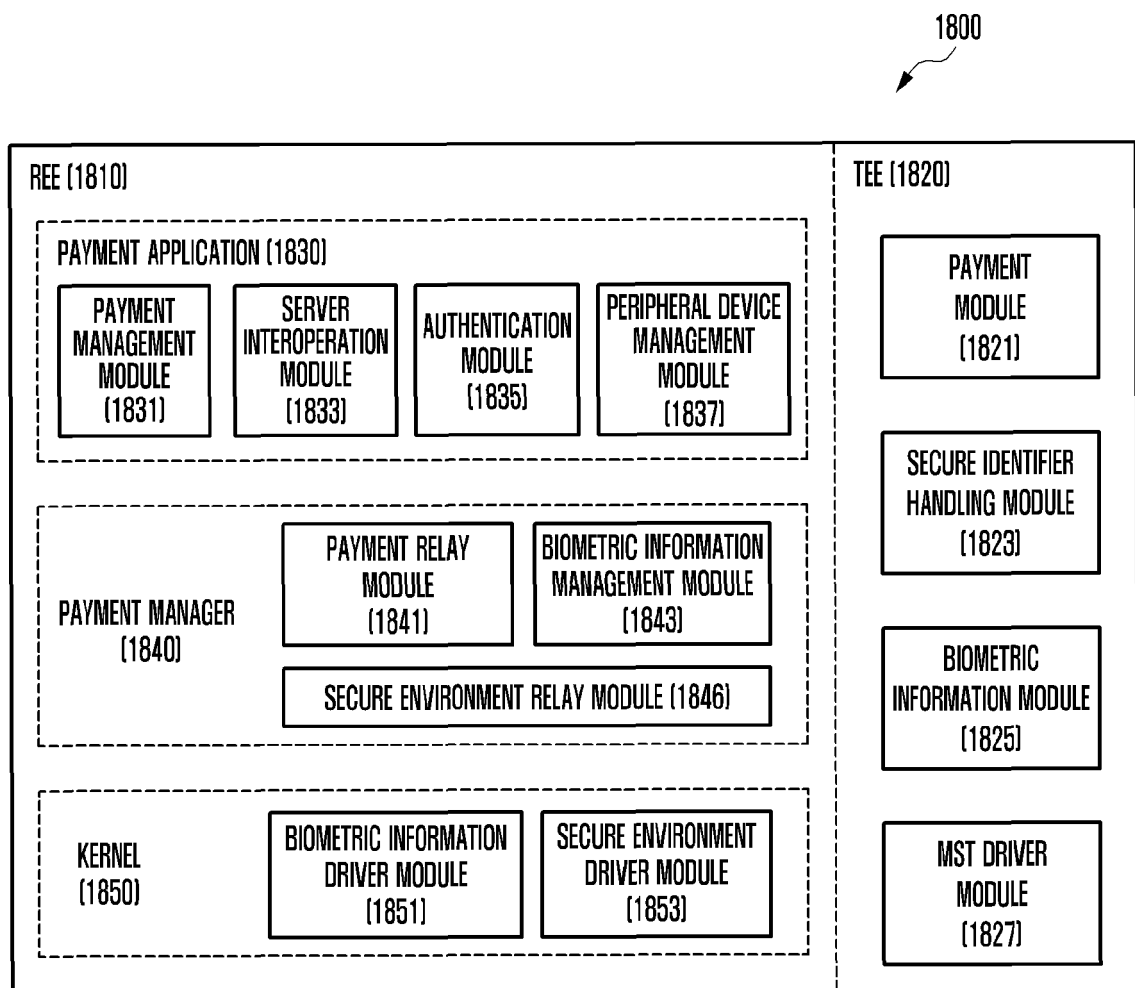 1800
REE (1810)
PAYMENT APPLICATION (1830)
PAYMENT
MANAGEMENT
MODULE
(1831)
SERVER
INTEROPERATION
MODULE
(1833)
AUTHENTICATION
MODULE
(1835)
PERIPHERAL DEVICE
MANAGEMENT
MODULE
(1837)
PAYMENT MANAGER
(1840)
PAYMENT RELAY
MODULE
(1841)
BIOMETRIC INFORMATION
MANAGEMENT MODULE
(1843)
SECURE ENVIRONMENT RELAY MODULE (1846)
KERNEL
(1850)
BIOMETRIC INFORMATION
DRIVER MODULE
(1851)
SECURE ENVIRONMENT
DRIVER MODULE
(1853)
TEE (1820)
PAYMENT
MODULE
(1821)
SECURE IDENTIFIER
HANDLING MODULE
(1823)
BIOMETRIC
INFORMATION MODULE
(1825)
MST DRIVER
MODULE
(1827)